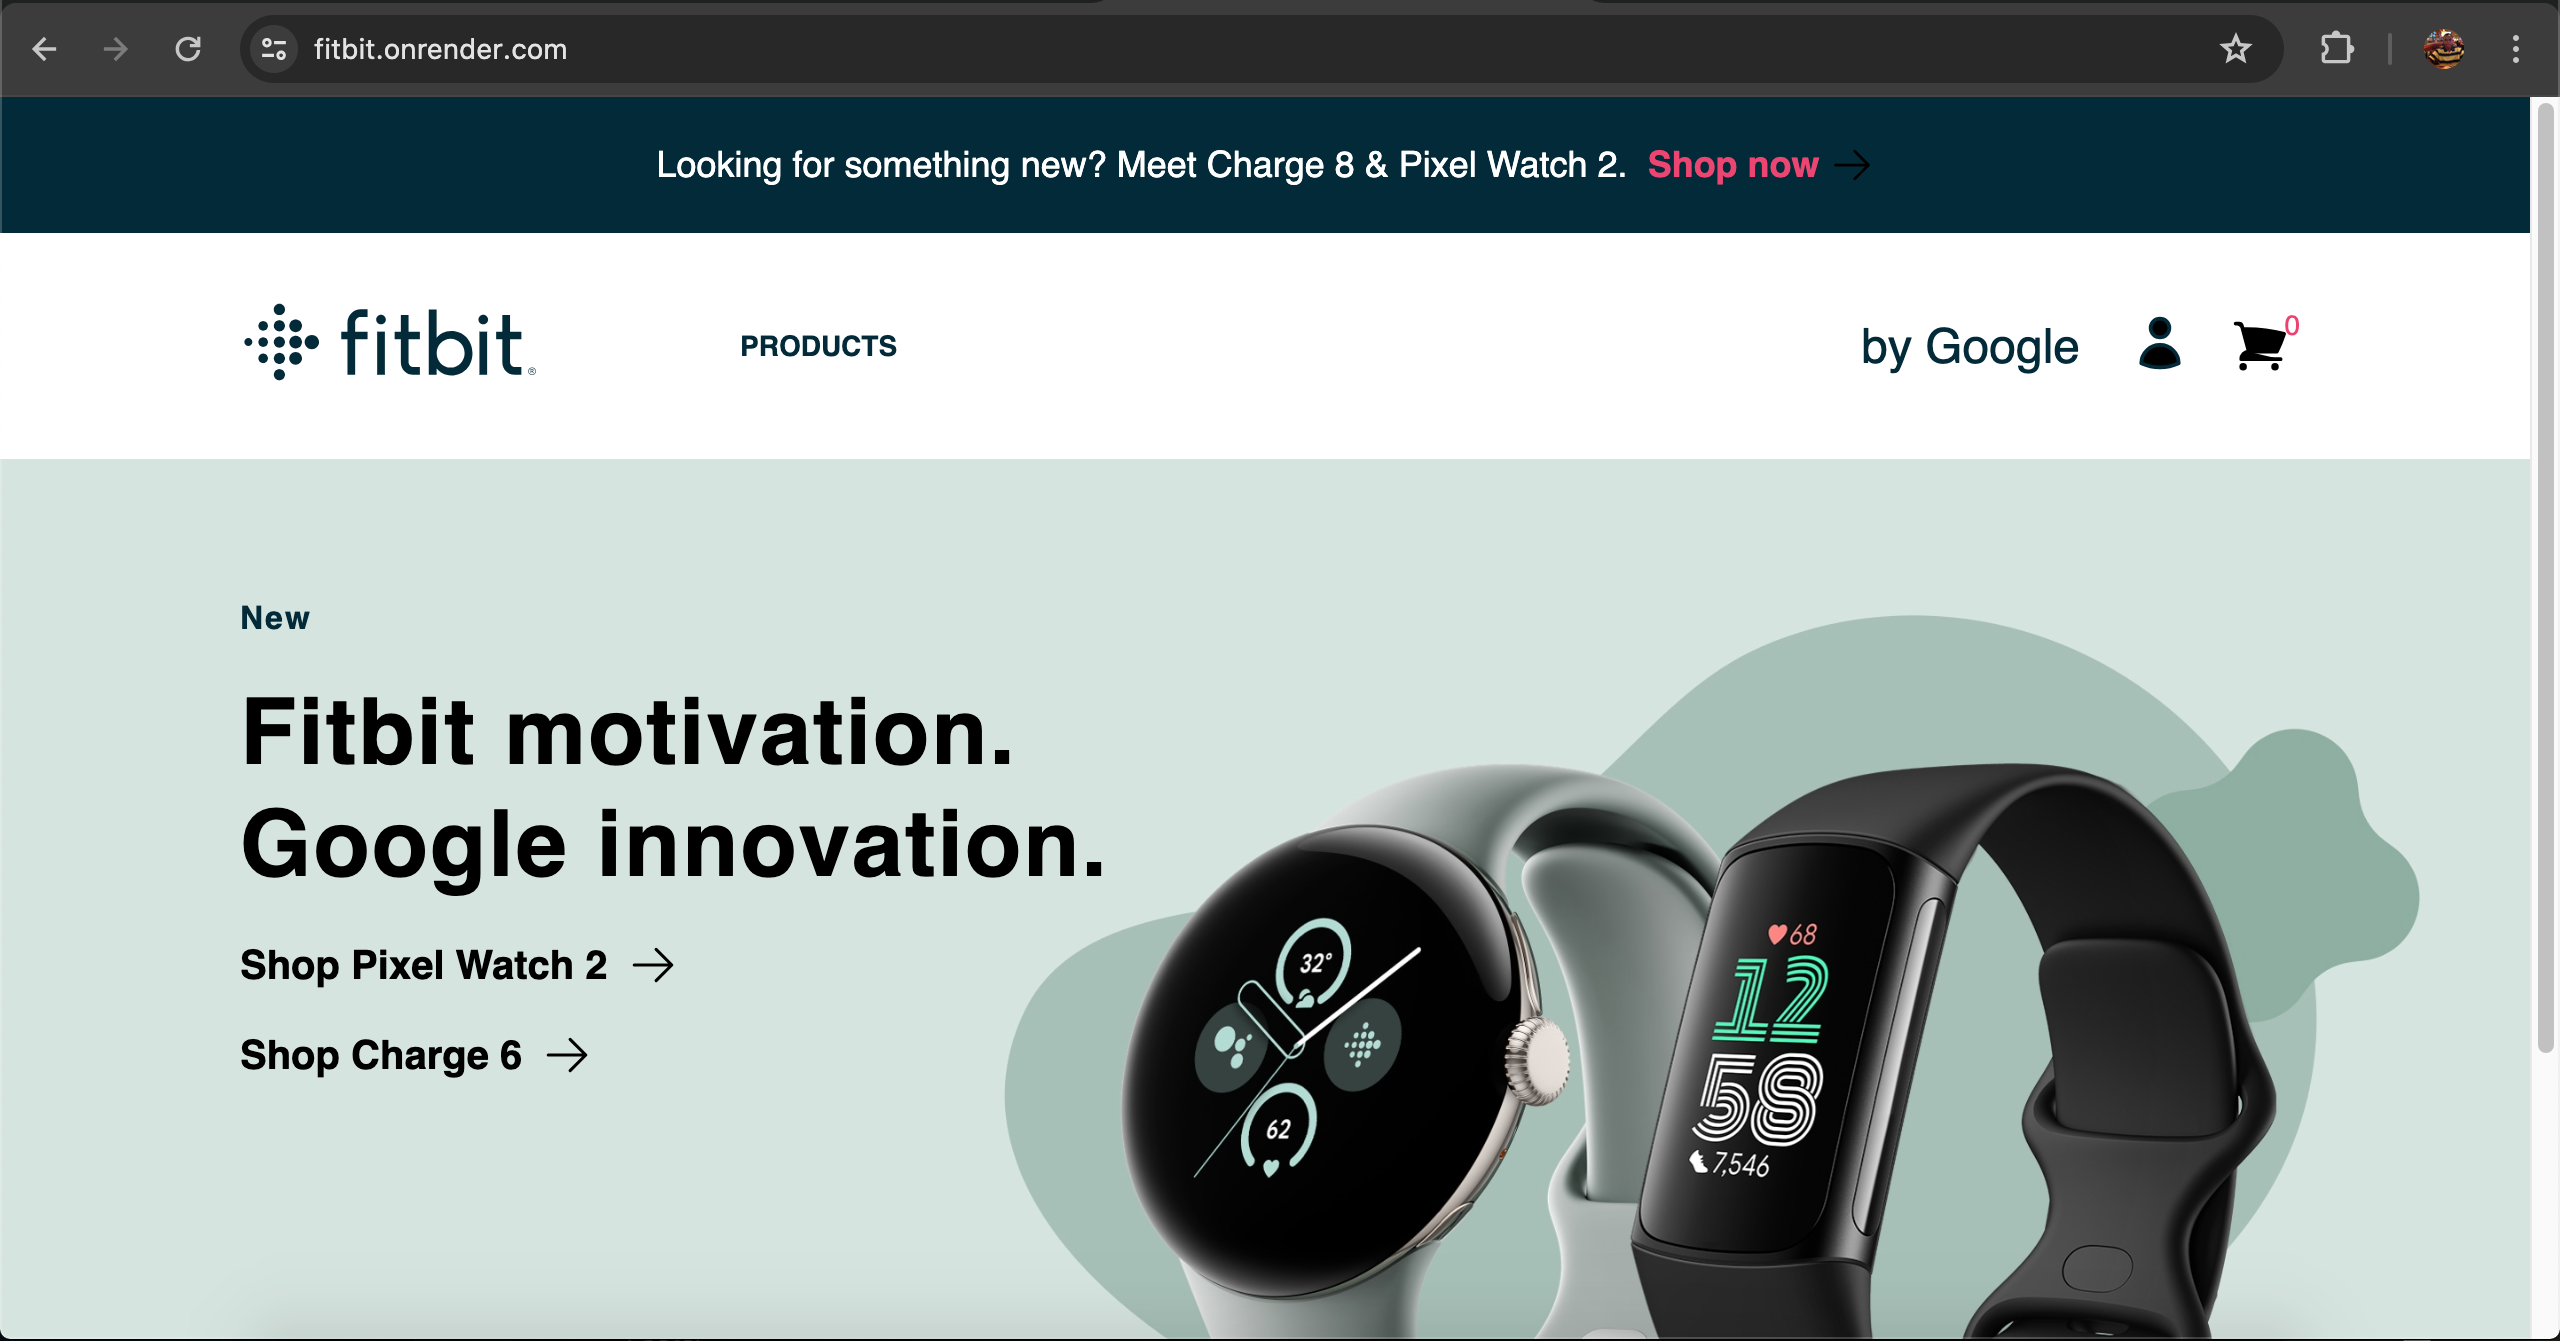 fitbit.onrender.com
Looking for something new? Meet Charge 8 & Pixel Watch 2. Shop now
fitbit®
PRODUCTS
by Google
0
New
Fitbit motivation.
Google innovation.
Shop Pixel Watch 2
Shop Charge 6
32°
62
68
12
58
7,546